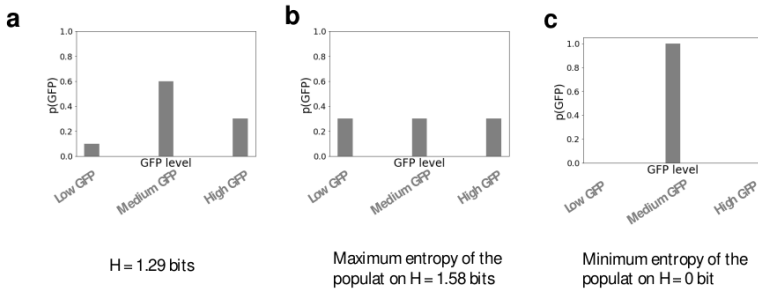 a
1.0
0.8
0.6
0.4
0.2
0.0
p(GFP)
GFP level
Low GFP
Medium GFP
High GFP
H = 1.29 bits
b
1.0
0.8
0.6
0.4
0.2
0.0
p(GFP)
GFP level
Low GFP
Medium GFP
High GFP
Maximum entropy of the
populat on H = 1.58 bits
c
1.0
0.8
0.6
0.4
0.2
0.0
p(GFP)
GFP level
Low GFP
Medium GFP
High GFP
Minimum entropy of the
populat on H = 0 bit